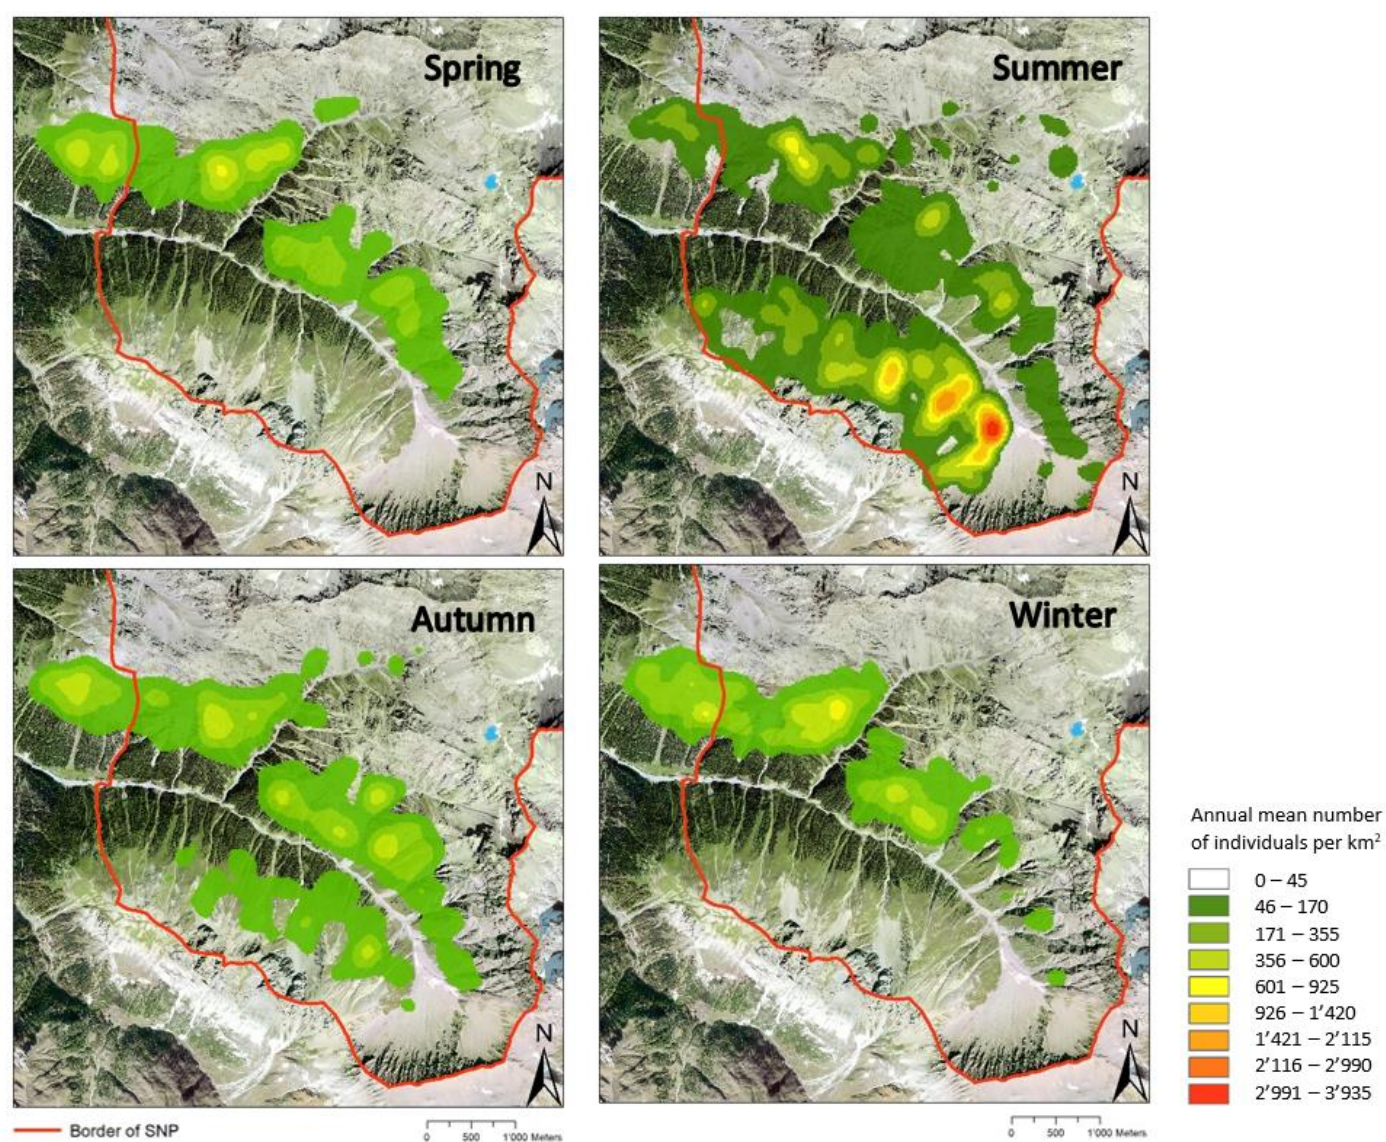 Spring
Summer
N
N
Autumn
Winter
Annual mean number
of individuals per km²
0 – 45
46 – 170
171 – 355
356 – 600
601 – 925
926 – 1’420
1’421 – 2’115
2’116 – 2’990
2’991 – 3’935
N
N
Border of SNP
0 500 1'000 Meters
0 500 1'000 Meters